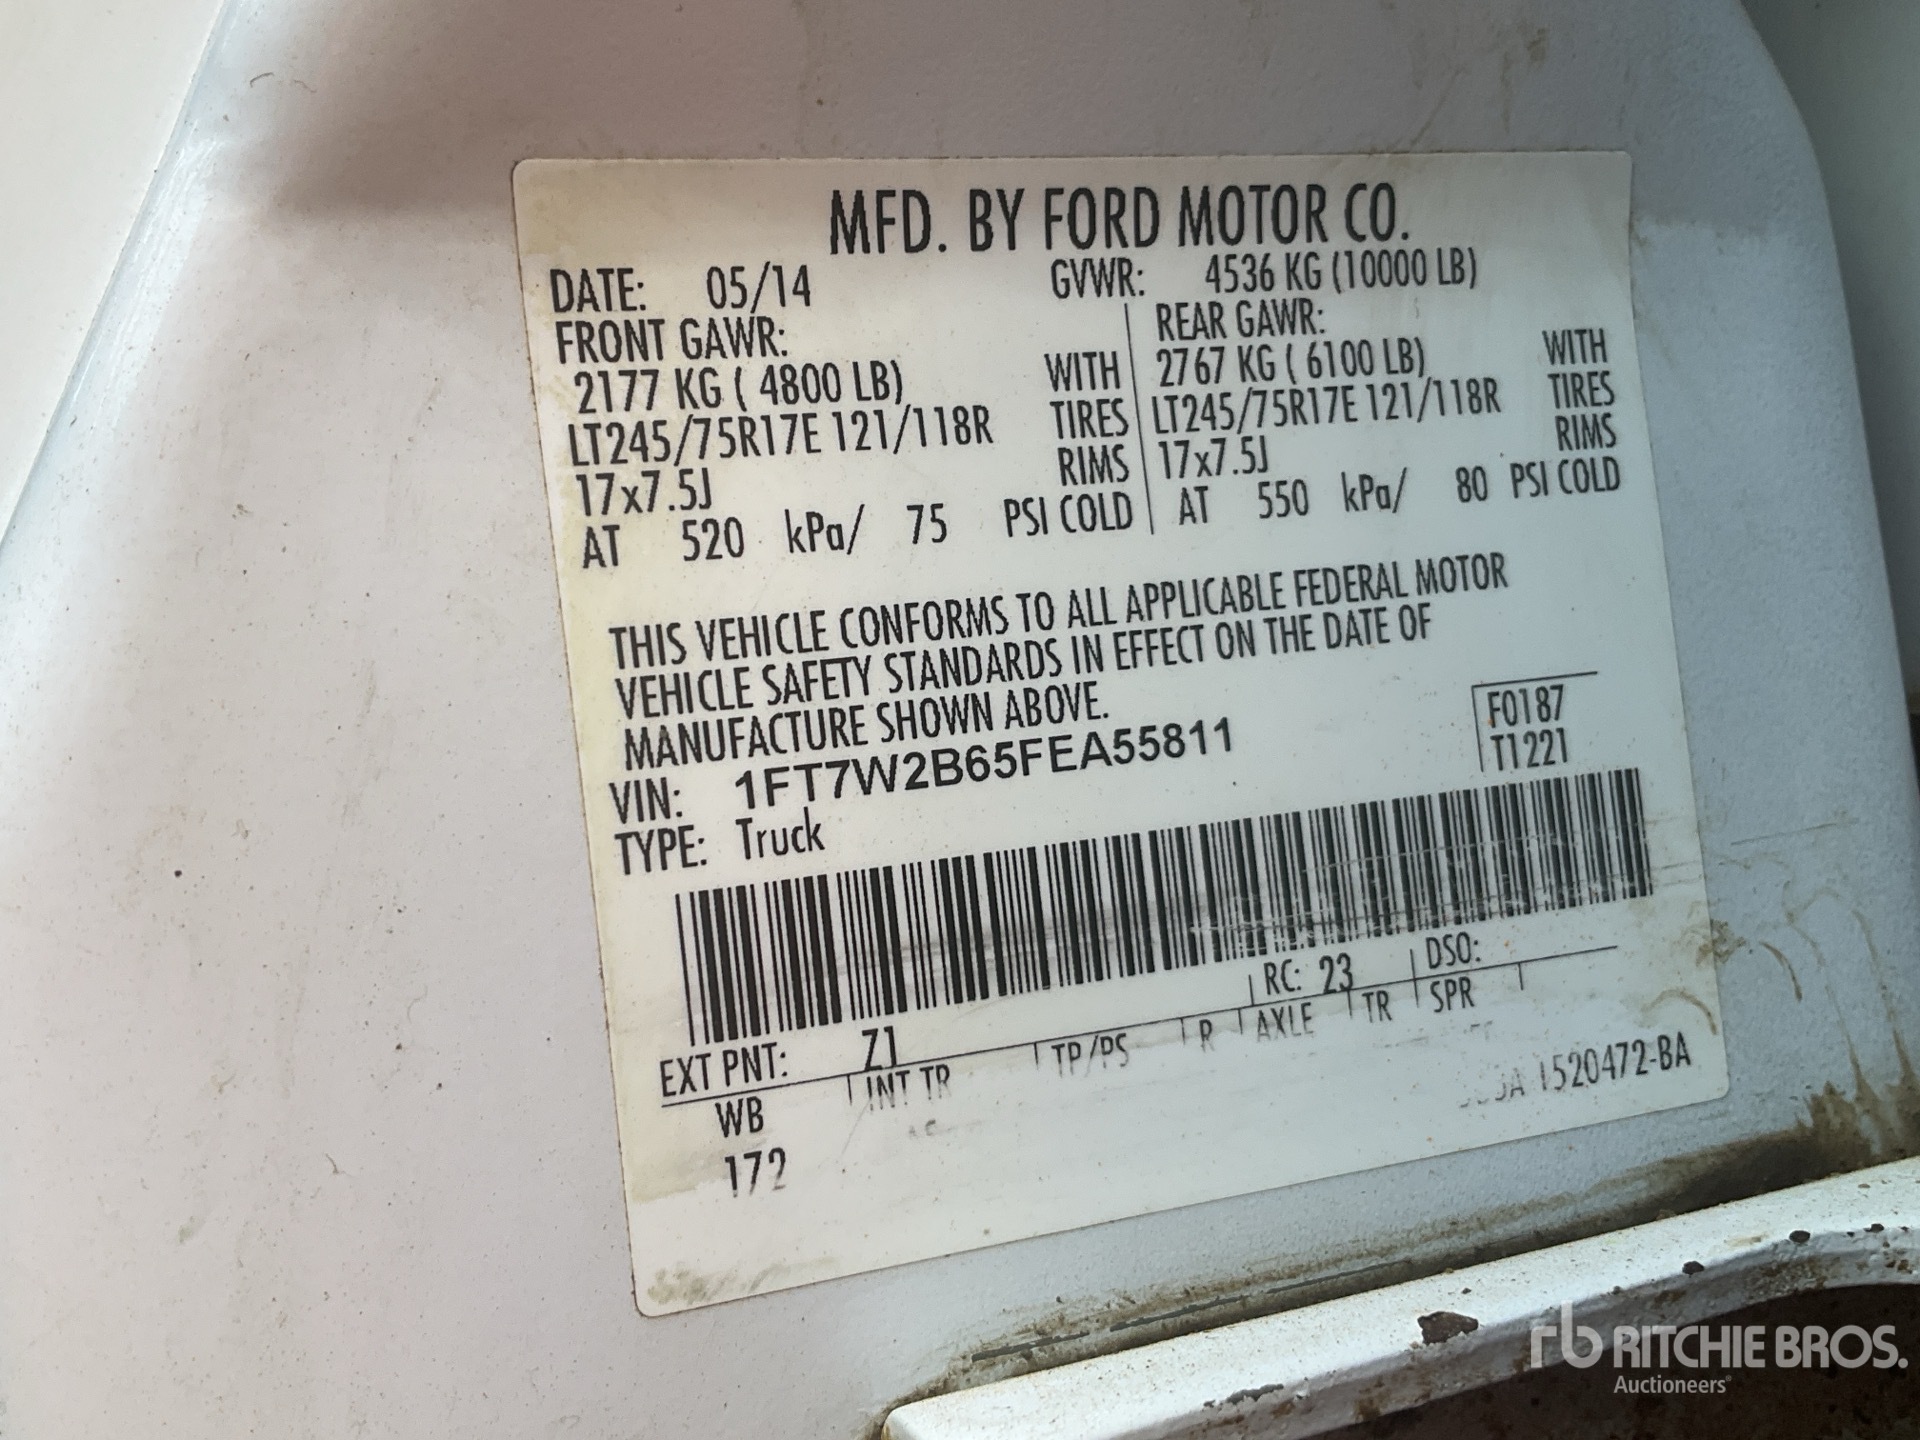 MFD. BY FORD MOTOR CO.
DATE: 05/14 GVWR: 4536 KG (10000 LB)
FRONT GAWR: REAR GAWR:
2177 KG ( 4800 LB) WITH 2767 KG ( 6100 LB) WITH
LT245/75R17E 121/118R TIRES LT245/75R17E 121/118R TIRES
17x7.5J RIMS 17x7.5J RIMS
AT 520 kPa/ 75 PSI COLD AT 550 kPa/ 80 PSI COLD
THIS VEHICLE CONFORMS TO ALL APPLICABLE FEDERAL MOTOR
VEHICLE SAFETY STANDARDS IN EFFECT ON THE DATE OF
MANUFACTURE SHOWN ABOVE.
VIN: 1FT7W2B65FEA55811
F0187
T1221
TYPE: Truck
EXT PNT: Z1 RC: 23 DSO:
WB INT TR TP/PS R AXLE TR SPR
172
1520472-BA
rb RITCHIE BROS.
Auctioneers